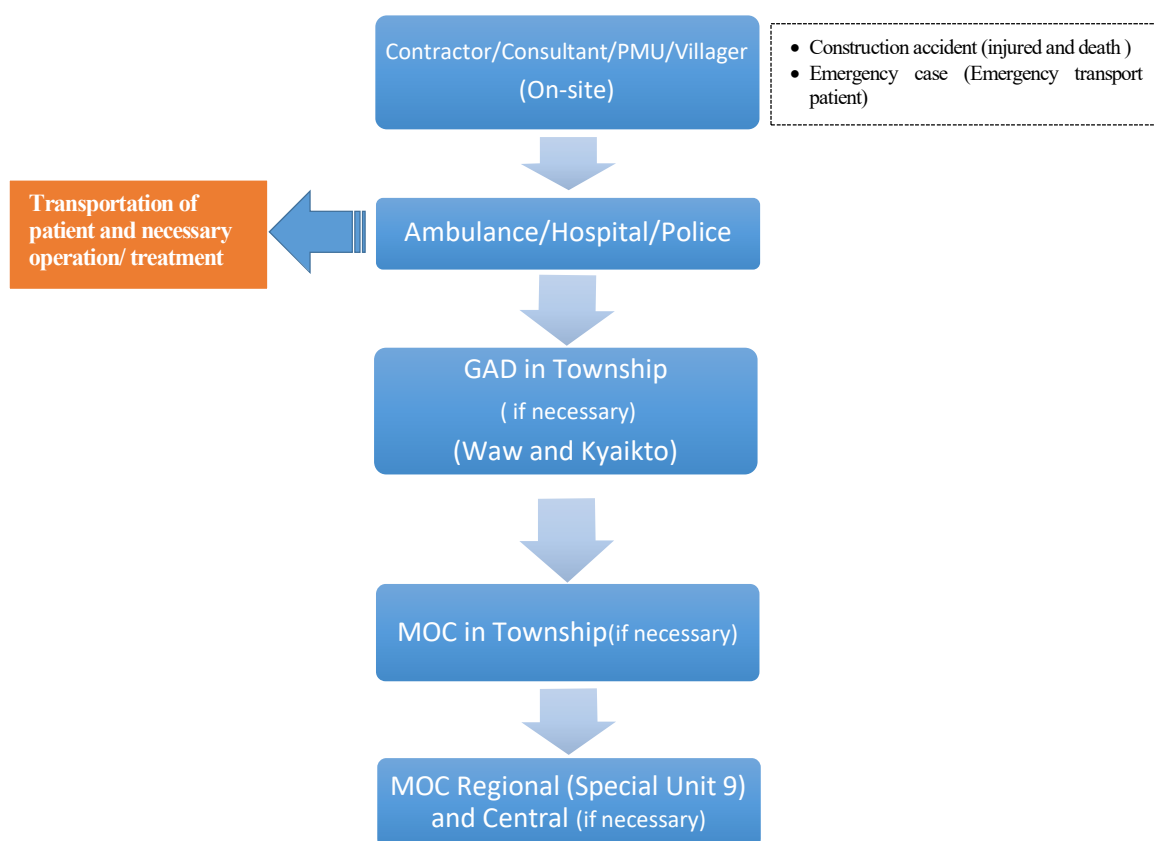 Contractor/Consultant/PMU/Villager
(On-site)
• Construction accident (injured and death )
• Emergency case (Emergency transport
patient)
Transportation of
patient and necessary
operation/ treatment
Ambulance/Hospital/Police
GAD in Township
( if necessary)
(Waw and Kyaikto)
MOC in Township(if necessary)
MOC Regional (Special Unit 9)
and Central (if necessary)